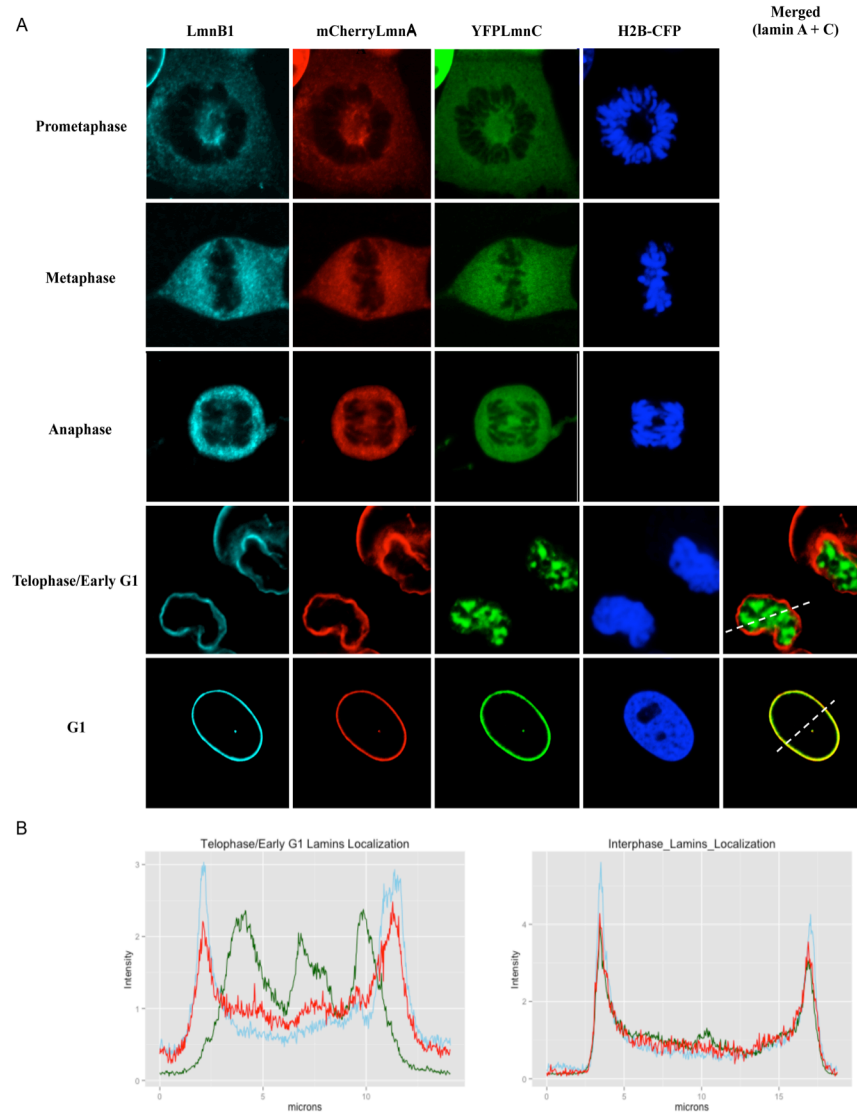 A
LmnB1
mCherryLmnA
YFPLmnC
H2B-CFP
Merged
(lamin A + C)
Prometaphase
Metaphase
Anaphase
Telophase/Early G1
G1
B
Telophase/Early G1 Lamins Localization
3
2
1
0
Intensity
0
5
10
microns
Interphase_Lamins_Localization
4
2
0
Intensity
0
5
10
15
microns